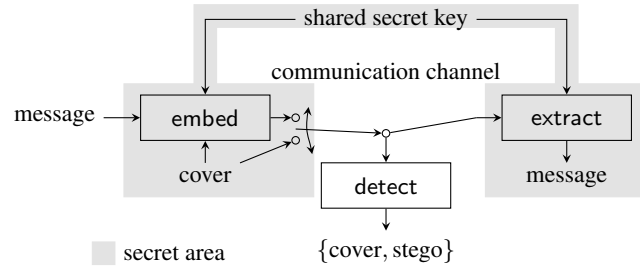 shared secret key
communication channel
message
embed
extract
cover
message
detect
secret area
{cover, stego}